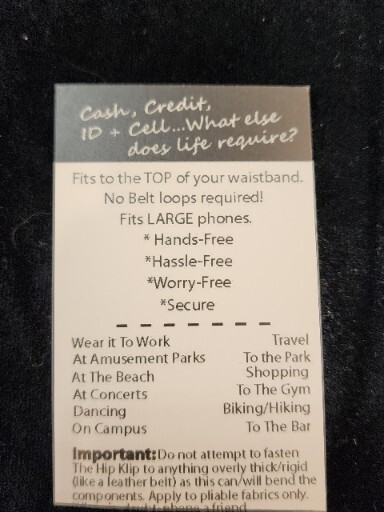 Cash, Credit,
ID + Cell...What else
does life require?
Fits to the TOP of your waistband.
No Belt loops required!
Fits LARGE phones.
* Hands-Free
*Hassle-Free
*Worry-Free
*Secure
Wear it To Work Travel
At Amusement Parks To the Park
At The Beach Shopping
At Concerts To The Gym
Dancing Biking/Hiking
On Campus To The Bar
Important: Do not attempt to fasten
The Hip Klip to anything overly thick/rigid
(like a leather belt) as this can/will bend the
components. Apply to pliable fabrics only.
a friend